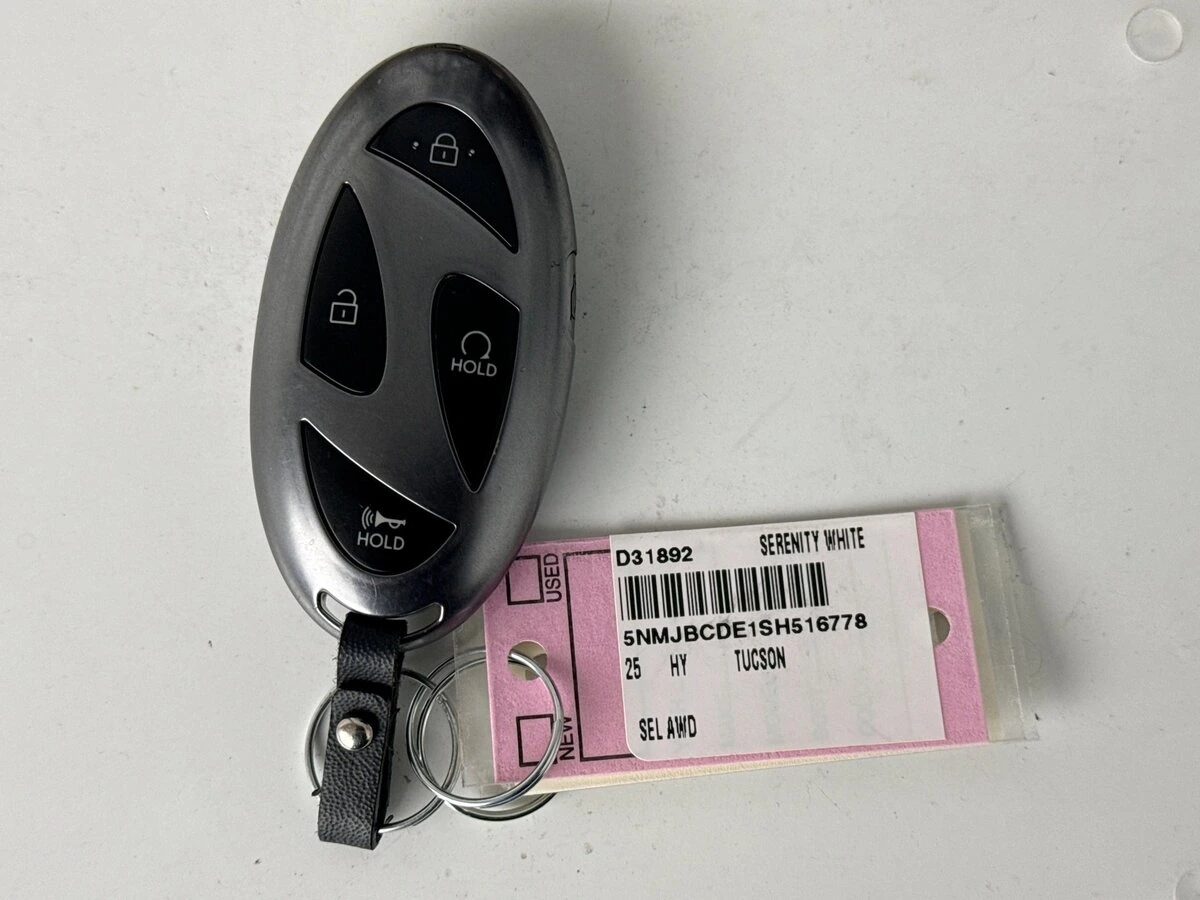 HOLD
HOLD
USED
NEW
D31892 SERENITY WHITE
5NMJBCDE1SH516778
25 HY TUCSON
SEL AWD